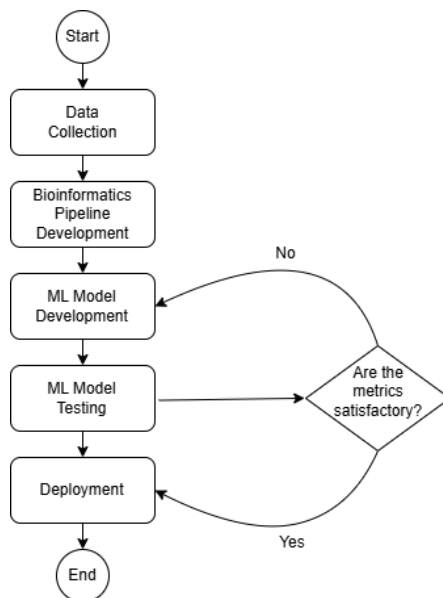 Start
Data
Collection
Bioinformatics
Pipeline
Development
No
ML Model
Development
ML Model
Testing
Are the
metrics
satisfactory?
Deployment
Yes
End